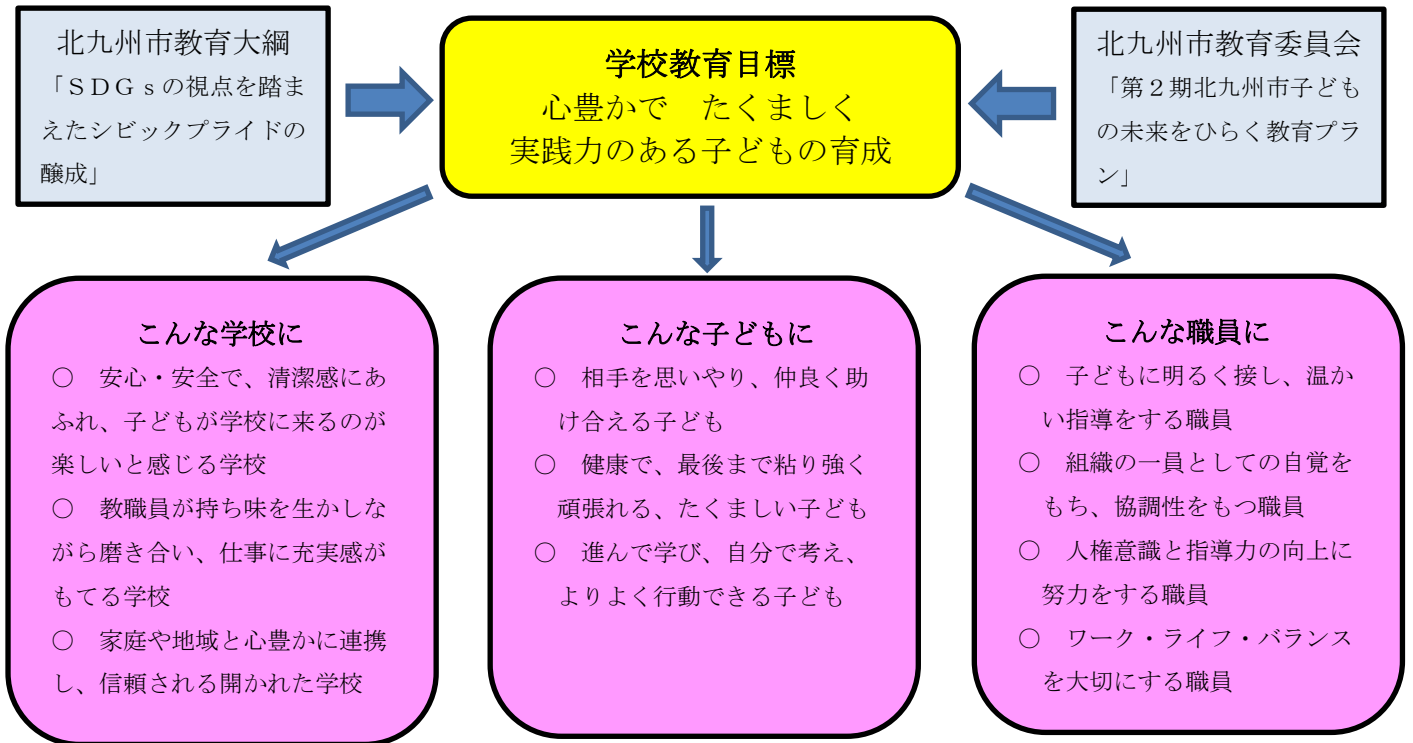 北九州市教育大綱
「ＳＤＧｓの視点を踏ま
えたシビックプライドの
醸成」
学校教育目標
心豊かで　たくましく
実践力のある子どもの育成
北九州市教育委員会
「第２期北九州市子ども
の未来をひらく教育プラ
ン」
こんな学校に
○　安心・安全で、清潔感にあ
ふれ、子どもが学校に来るのが
楽しいと感じる学校
○　教職員が持ち味を生かしな
がら磨き合い、仕事に充実感が
もてる学校
○　家庭や地域と心豊かに連携
し、信頼される開かれた学校
こんな子どもに
○　相手を思いやり、仲良く助
け合える子ども
○　健康で、最後まで粘り強く
頑張れる、たくましい子ども
○　進んで学び、自分で考え、
よりよく行動できる子ども
こんな職員に
○　子どもに明るく接し、温か
い指導をする職員
○　組織の一員としての自覚を
もち、協調性をもつ職員
○　人権意識と指導力の向上に
努力をする職員
○　ワーク・ライフ・バランス
を大切にする職員